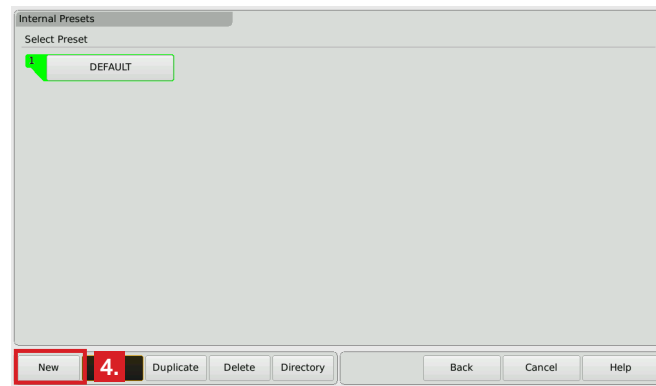 Internal Presets
Select Preset
1 DEFAULT
New 4. Duplicate Delete Directory Back Cancel Help